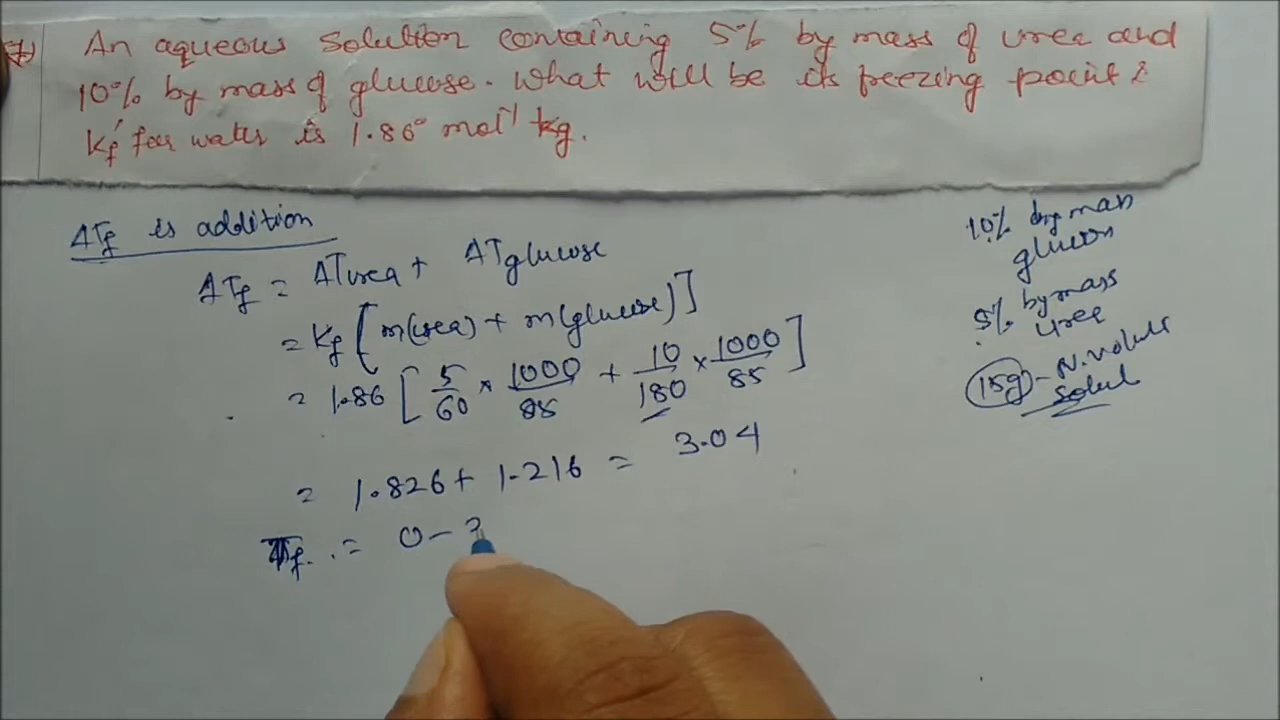 An aqueous solution containing 5% by mass of urea and
10% by mass of glucose. What will be its freezing point?
Kf' for water is 1.86° mol⁻¹ kg.
ΔTf is addition
ΔTf = ΔTurea + ΔTglucose
= Kf [m(urea) + m(glucose)]
= 1.86 [5/60 × 1000/85 + 10/180 × 1000/85]
= 1.826 + 1.216 = 3.04
Tf. = 0 -
10% by mass
glucose
5% by mass
urea
15g - N.volute
solut